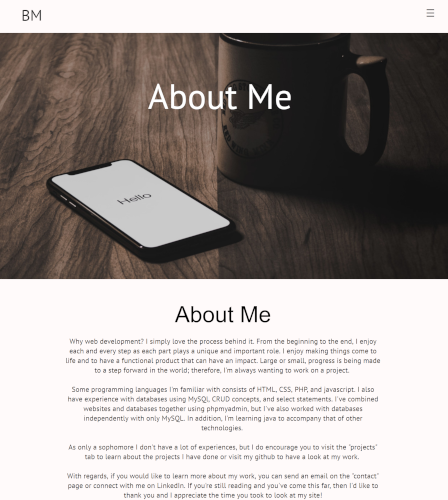 BM
About Me
Hello
About Me
Why web development? I simply love the process behind it. From the beginning to the end, I enjoy
each and every step as each part plays a unique and important role. I enjoy making things come to
life and to have a functional product that can have an impact. Large or small, progress is being made
to a step forward in the world; therefore, I'm always wanting to work on a project.
Some programming languages I'm familiar with consists of HTML, CSS, PHP, and javascript. I also
have experience with databases using MySQL CRUD concepts, and select statements. I've combined
websites and databases together using phpmyadmin, but I've also worked with databases
independently with only MySQL. In addition, I'm learning java to accompany that of other
technologies.
As only a sophomore I don't have a lot of experiences, but I do encourage you to visit the "projects"
tab to learn about the projects I have done or visit my github to have a look at my work.
With regards, if you would like to learn more about my work, you can send an email on the "contact"
page or connect with me on Linkedin. If you're still reading and you've come this far, then I'd like to
thank you and I appreciate the time you took to look at my site!